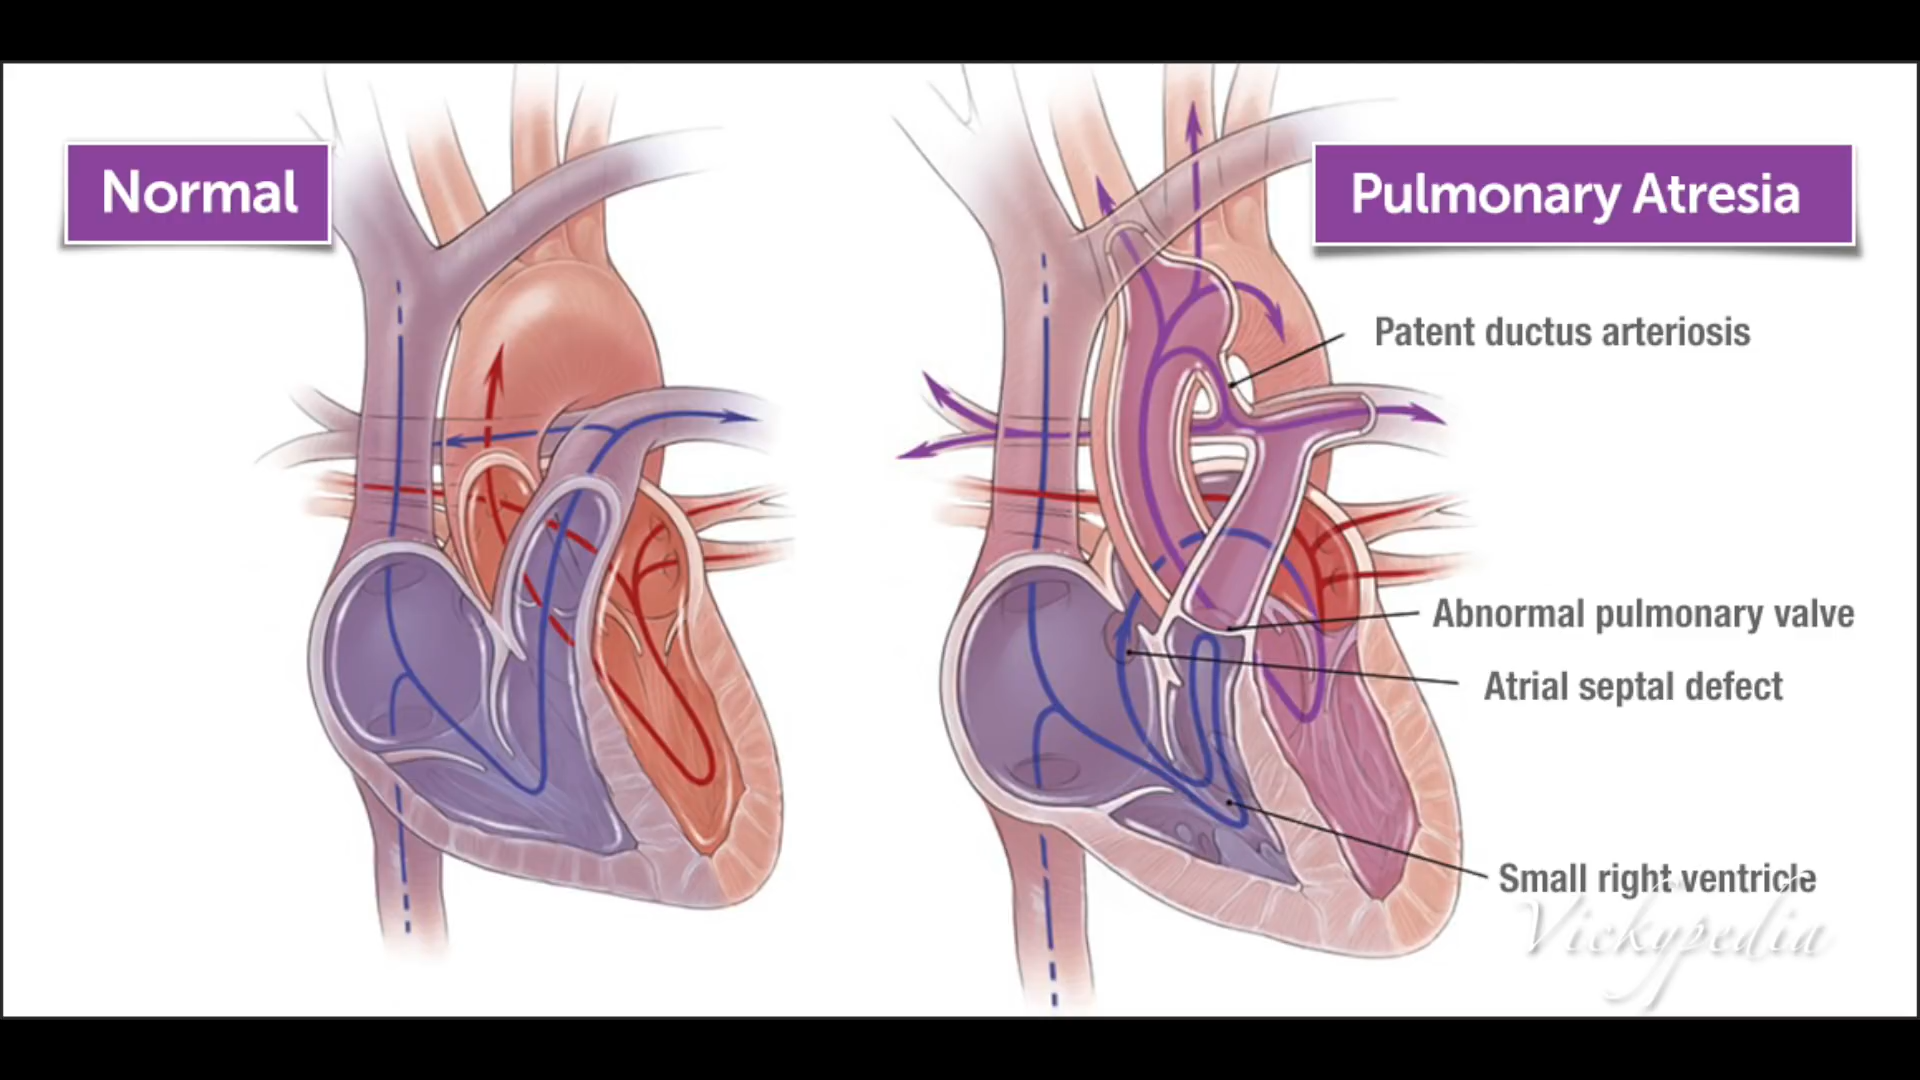 Normal
Pulmonary Atresia
Patent ductus arteriosis
Abnormal pulmonary valve
Atrial septal defect
Small right ventricle
Vickypedia